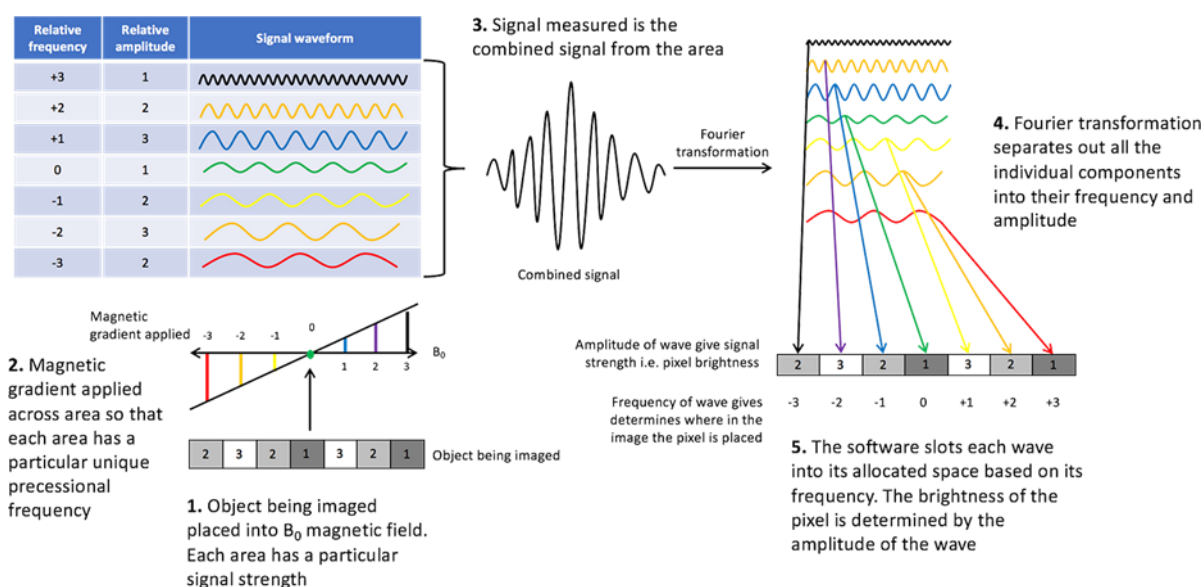 Relative frequency Relative amplitude Signal waveform
+3 1
+2 2
+1 3
0 1
-1 2
-2 3
-3 2
3. Signal measured is the
combined signal from the area
Combined signal
Fourier
transformation
4. Fourier transformation
separates out all the
individual components
into their frequency and
amplitude
Magnetic
gradient applied
-3 -2 -1 0 1 2 3
B₀
2. Magnetic
gradient applied
across area so that
each area has a
particular unique
precessional
frequency
2 3 2 1 3 2 1
Object being imaged
1. Object being imaged
placed into B₀ magnetic field.
Each area has a particular
signal strength
Amplitude of wave give signal
strength i.e. pixel brightness
2 3 2 1 3 2 1
Frequency of wave gives
determines where in the
image the pixel is placed
-3 -2 -1 0 +1 +2 +3
5. The software slots each wave
into its allocated space based on its
frequency. The brightness of the
pixel is determined by the
amplitude of the wave